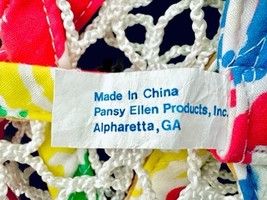 Made In China
Pansy Ellen Products, Inc.
Alpharetta, GA